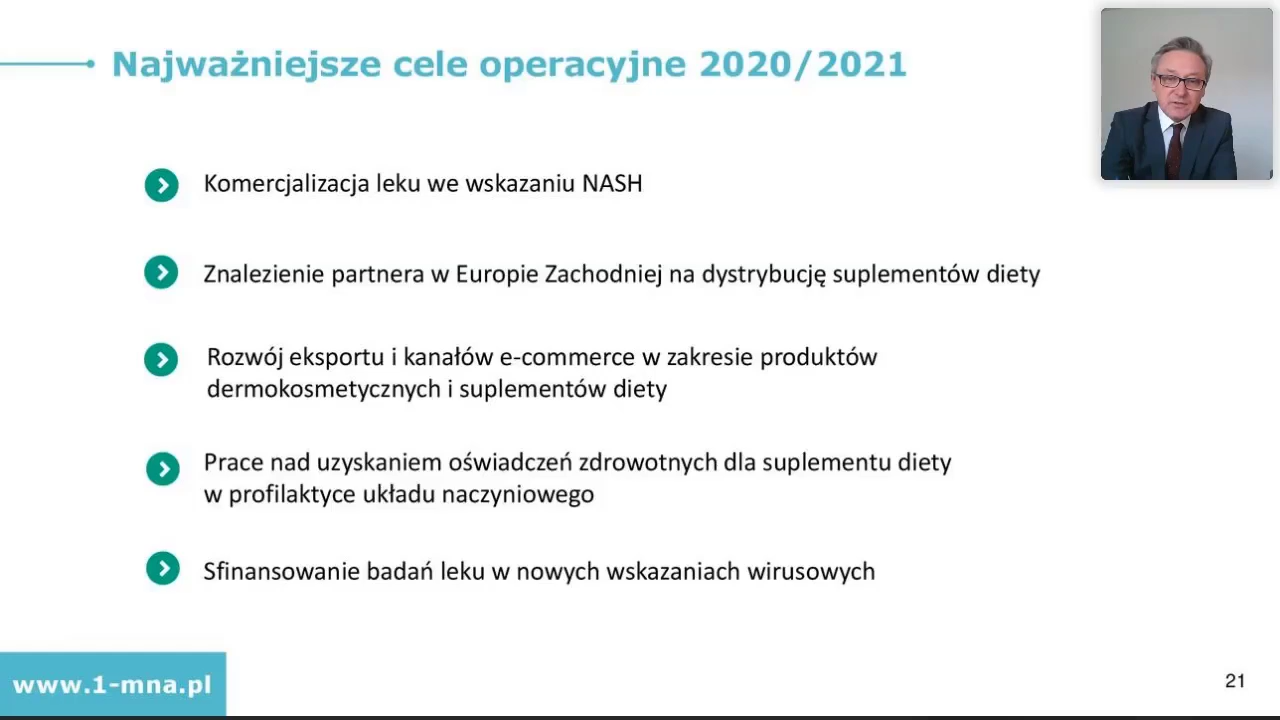 Najważniejsze cele operacyjne 2020/2021
Komercjalizacja leku we wskazaniu NASH
Znalezienie partnera w Europie Zachodniej na dystrybucję suplementów diety
Rozwój eksportu i kanałów e-commerce w zakresie produktów
dermokosmetycznych i suplementów diety
Prace nad uzyskaniem oświadczeń zdrowotnych dla suplementu diety
w profilaktyce układu naczyniowego
Sfinansowanie badań leku w nowych wskazaniach wirusowych
www.1-mna.pl
21